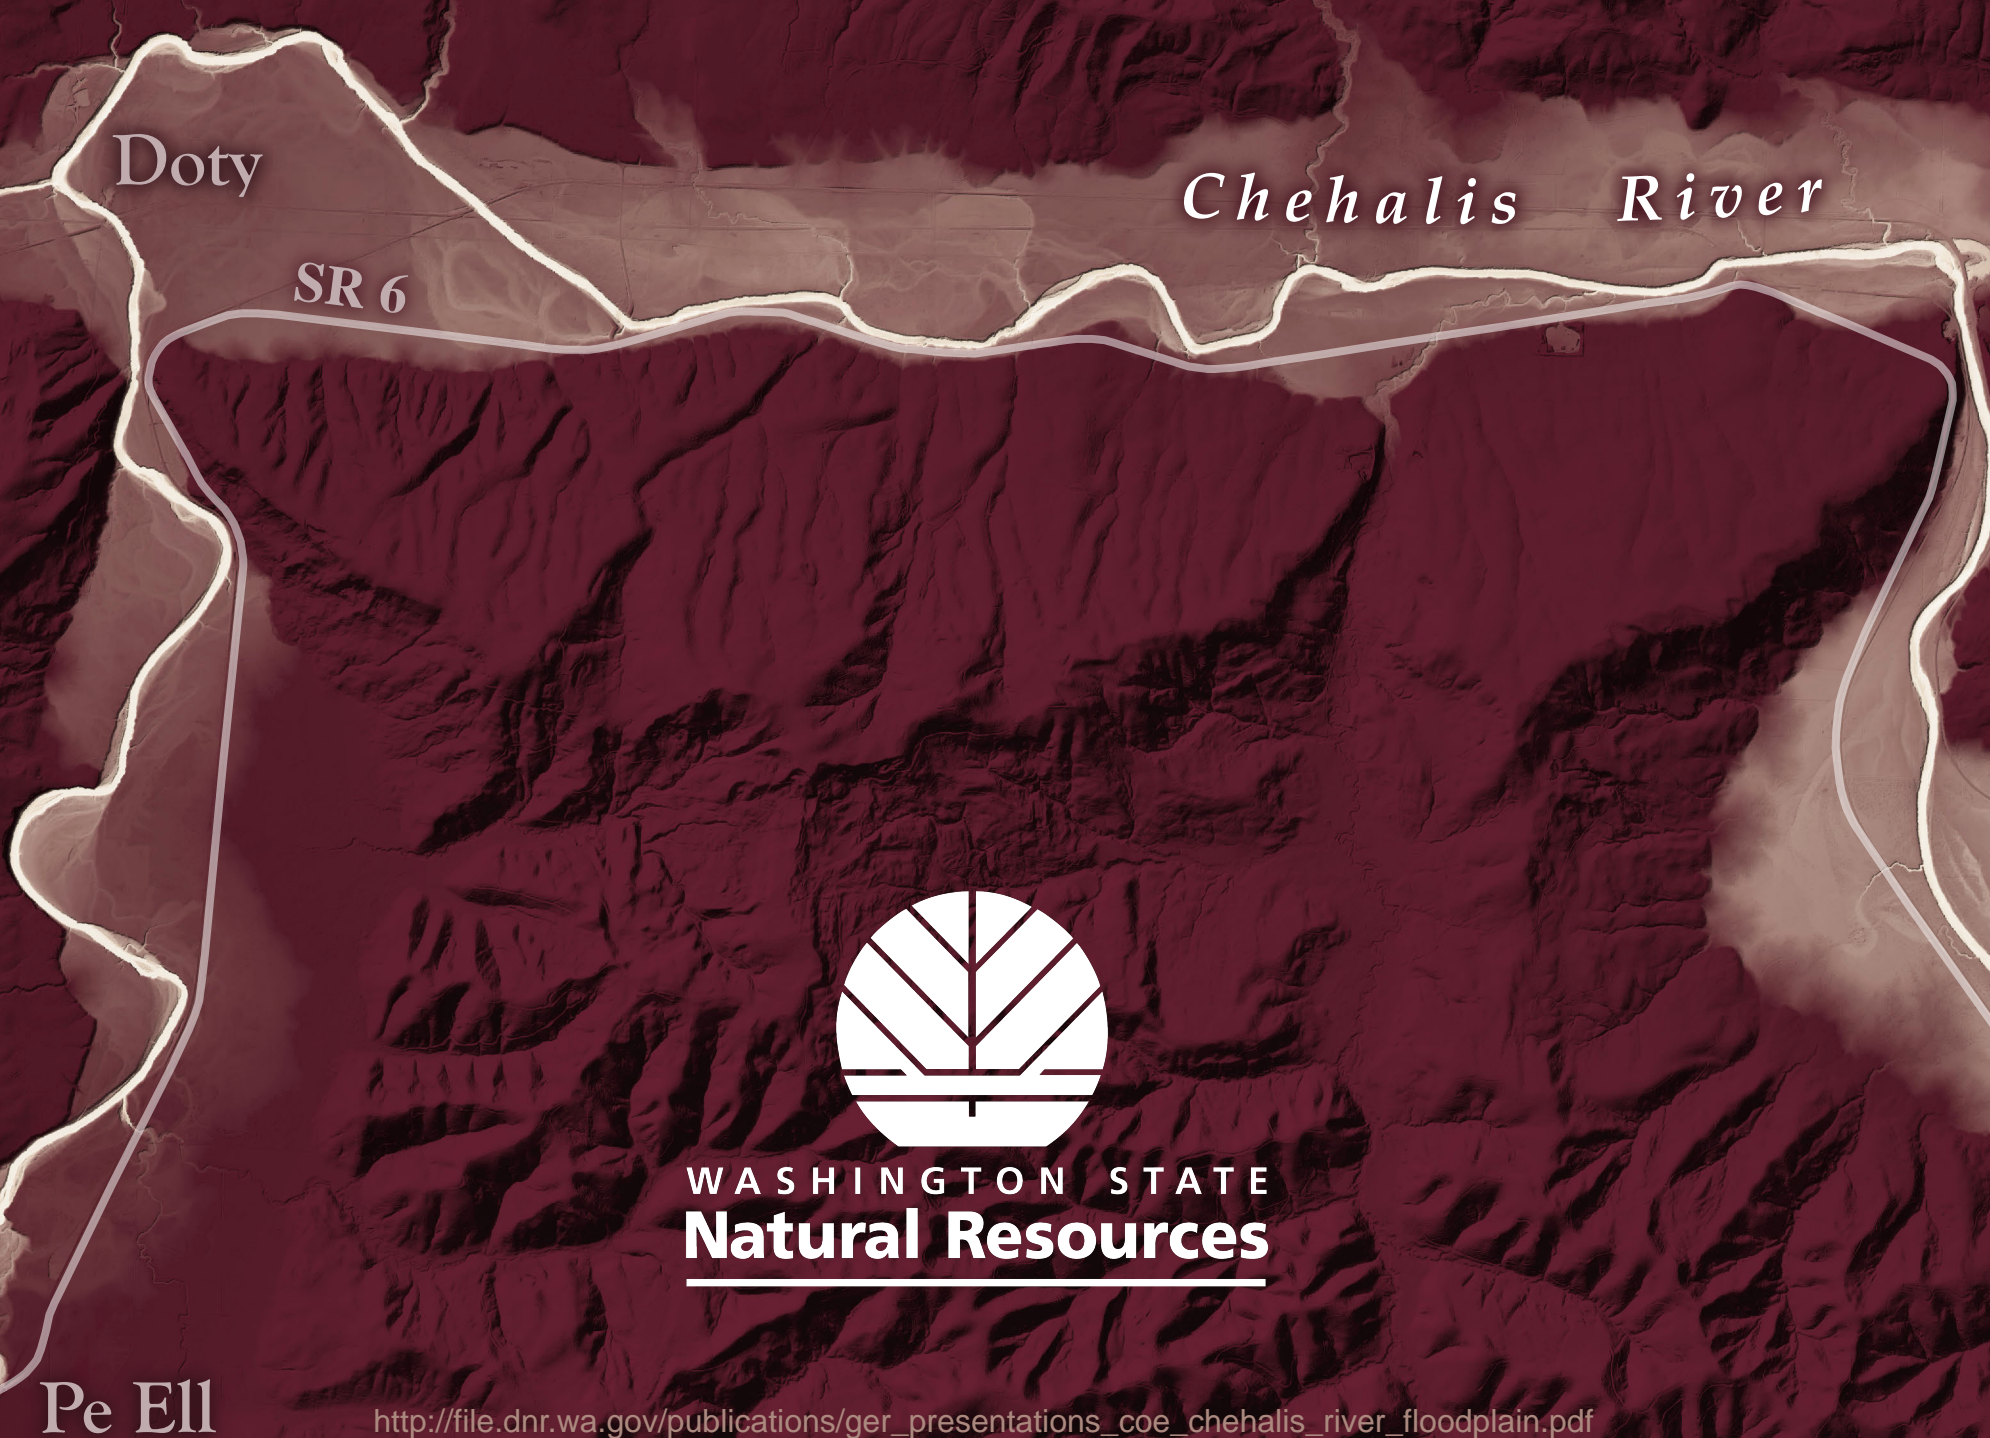 Doty
Chehalis River
SR 6
WASHINGTON STATE
Natural Resources
Pe Ell
http://file.dnr.wa.gov/publications/ger_presentations_coe_chehalis_river_floodplain.pdf